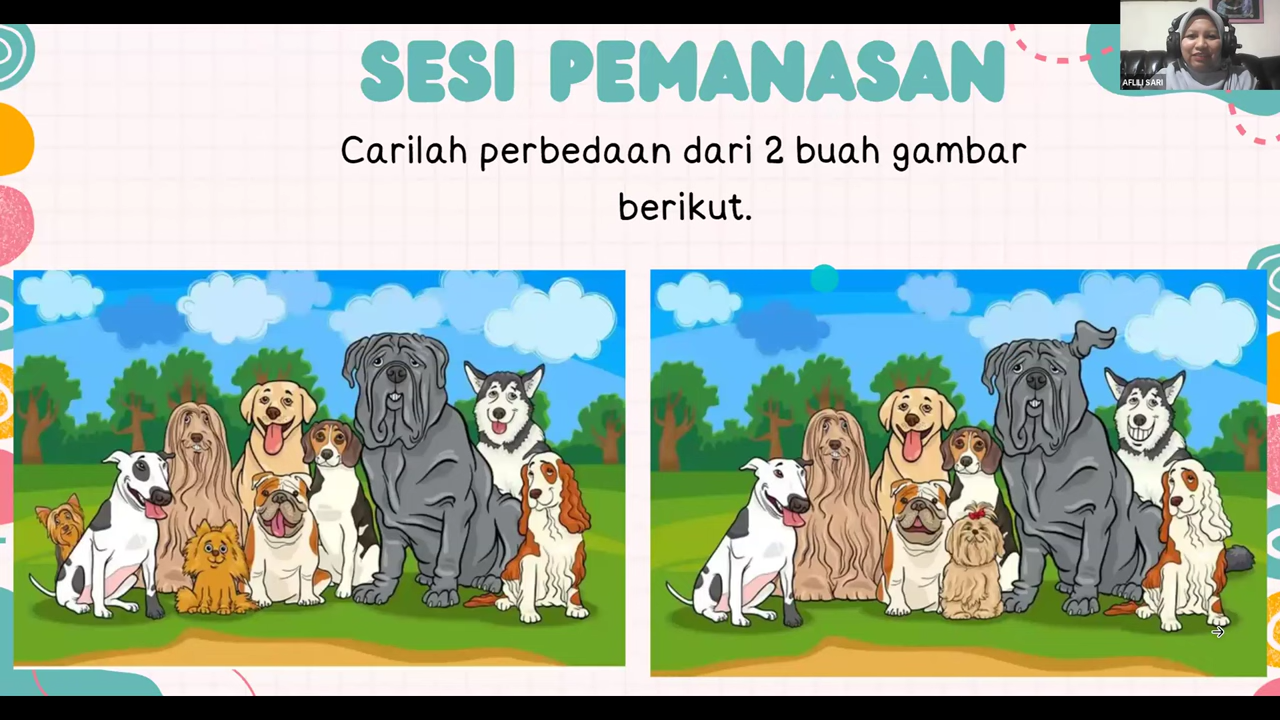 SESI PEMANASAN
Carilah perbedaan dari 2 buah gambar
berikut.
AFLILI SARI